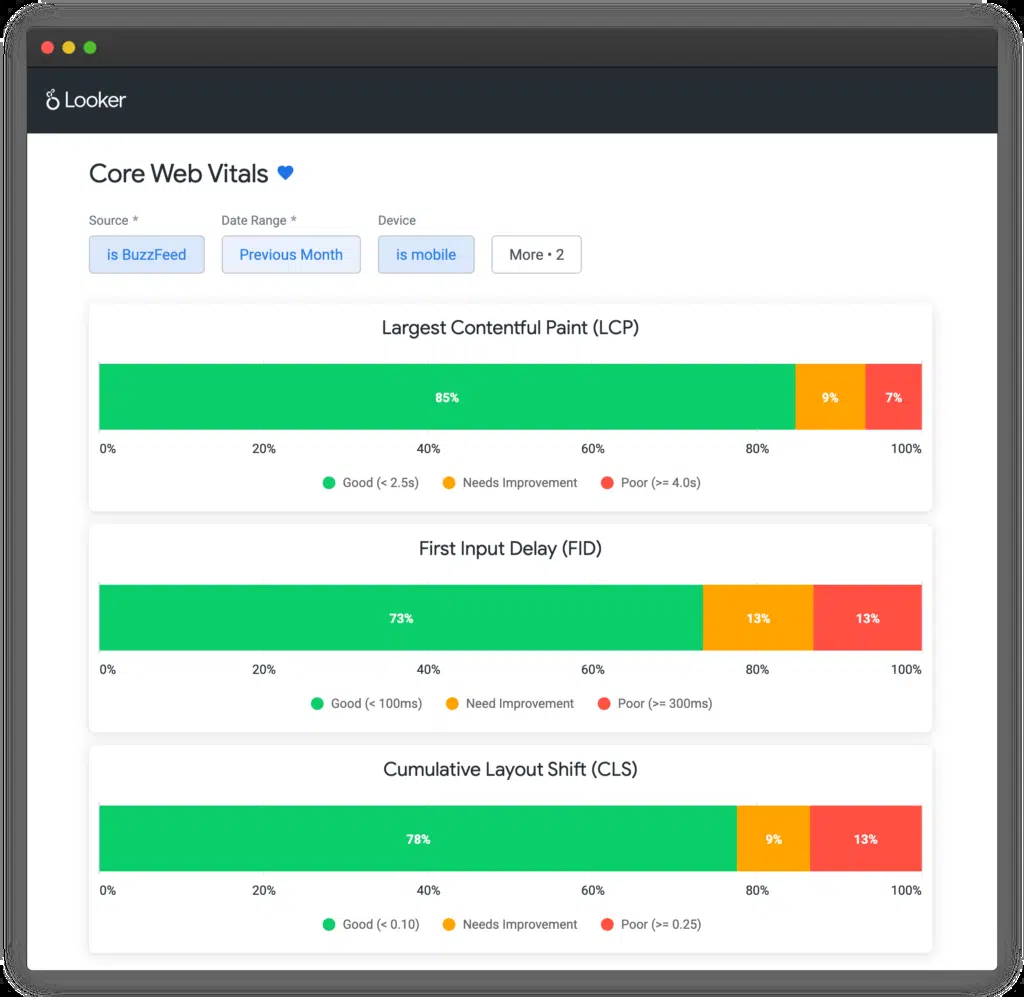 Looker
Core Web Vitals
Source * Date Range * Device
is BuzzFeed Previous Month is mobile More • 2
Largest Contentful Paint (LCP)
85% 9% 7%
0% 20% 40% 60% 80% 100%
Good (< 2.5s) Needs Improvement Poor (>= 4.0s)
First Input Delay (FID)
73% 13% 13%
0% 20% 40% 60% 80% 100%
Good (< 100ms) Need Improvement Poor (>= 300ms)
Cumulative Layout Shift (CLS)
78% 9% 13%
0% 20% 40% 60% 80% 100%
Good (< 0.10) Needs Improvement Poor (>= 0.25)